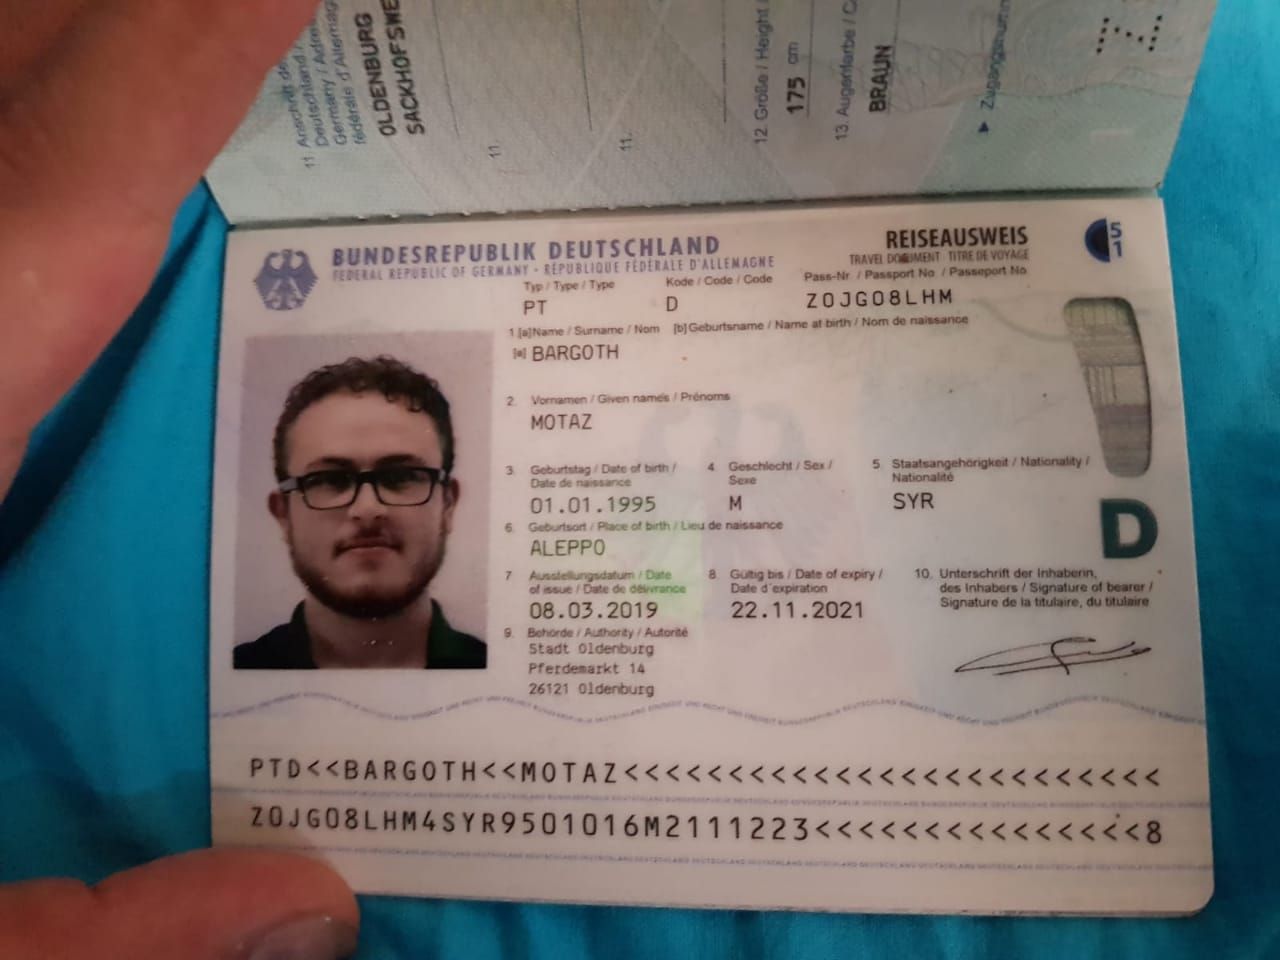 11. Anschrift
Deutschland /
Germany / Adre
fédérale d'Allemag
OLDENBURG
SACKHOFSWE
11.
11.
12. Größe / Height /
175 cm
13. Augenfarbe / C
BRAUN
BUNDESREPUBLIK DEUTSCHLAND
FEDERAL REPUBLIC OF GERMANY · RÉPUBLIQUE FÉDÉRALE D'ALLEMAGNE
REISEAUSWEIS
TRAVEL DOCUMENT · TITRE DE VOYAGE
51
Typ / Type / Type
Kode / Code / Code
Pass-Nr. / Passport No / Passeport No
PT
D
Z0JG08LHM
1 [a]Name / Surname / Nom [b]Geburtsname / Name at birth / Nom de naissance
[a] BARGOTH
2. Vornamen / Given names / Prénoms
MOTAZ
3. Geburtstag / Date of birth /
Date de naissance
4. Geschlecht / Sex /
Sexe
5. Staatsangehörigkeit / Nationality /
Nationalité
01.01.1995
M
SYR
6. Geburtsort / Place of birth / Lieu de naissance
ALEPPO
D
7 Ausstellungsdatum / Date
of issue / Date de délivrance
8. Gültig bis / Date of expiry /
Date d'expiration
10. Unterschrift der Inhaberin,
des Inhabers / Signature of bearer /
Signature de la titulaire, du titulaire
08.03.2019
22.11.2021
9. Behörde / Authority / Autorité
Stadt Oldenburg
Pferdemarkt 14
26121 Oldenburg
PTD<<BARGOTH<<MOTAZ<<<<<<<<<<<<<<<<<<<<<<<<<
Z0JG08LHM4SYR9501016M2111223<<<<<<<<<<<<<<<8